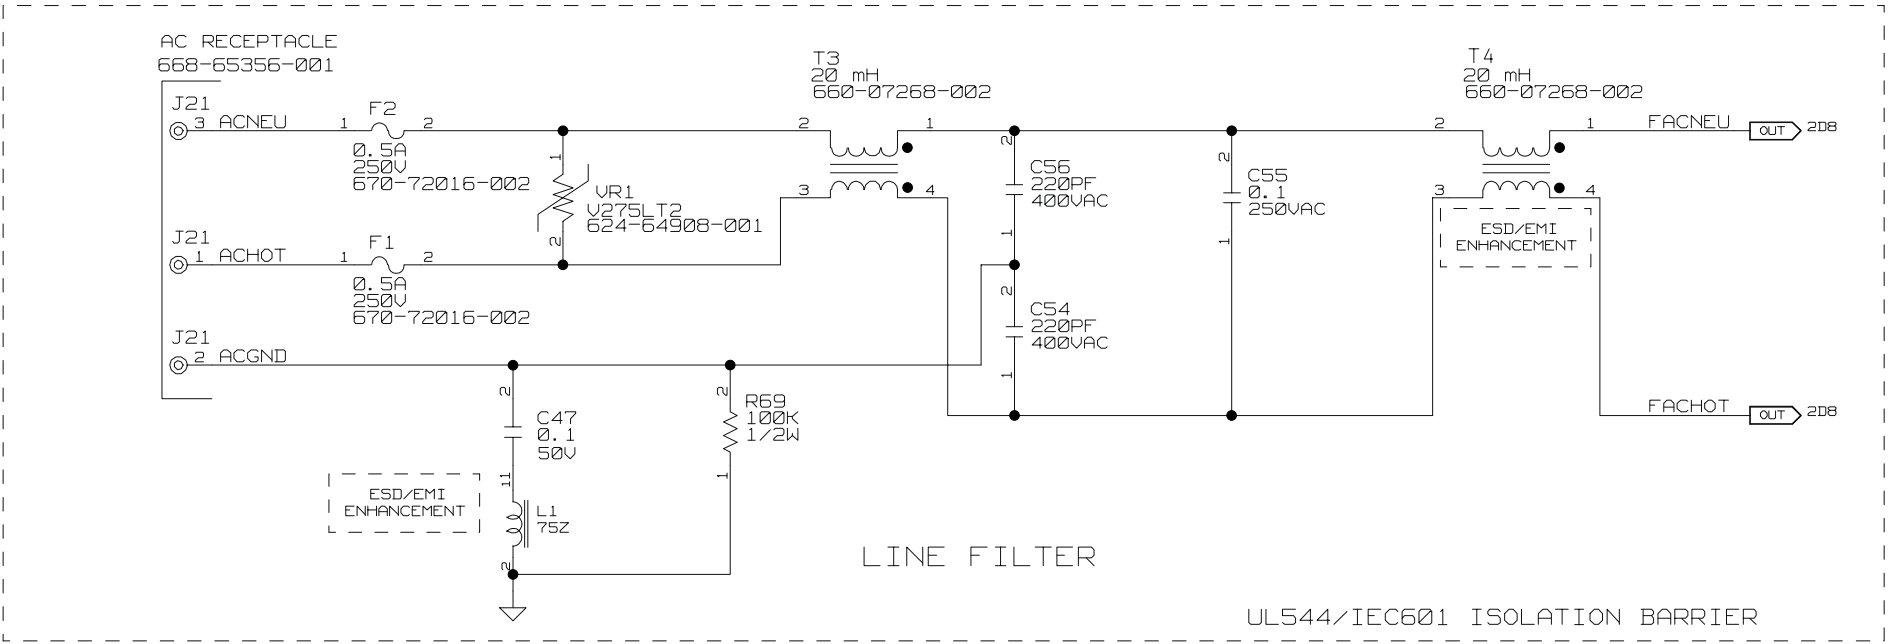 AC RECEPTACLE
668-65356-001
J21
3 ACNEU
1 F2 2
0.5A
250V
670-72016-002
1
VR1
V275LT2
624-64908-001
2
J21
1 ACHOT
1 F1 2
0.5A
250V
670-72016-002
J21
2 ACGND
T3
20 mH
660-07268-002
2 1
3 4
2
C56
220PF
400VAC
1
2
C54
220PF
400VAC
1
2
C55
0.1
250VAC
1
T4
20 mH
660-07268-002
2 1
3 4
ESD/EMI
ENHANCEMENT
FACNEU OUT 2D8
FACHOT OUT 2D8
2
C47
0.1
50V
1
1
L1
75Z
2
ESD/EMI
ENHANCEMENT
2
R69
100K
1/2W
1
LINE FILTER
UL544/IEC601 ISOLATION BARRIER